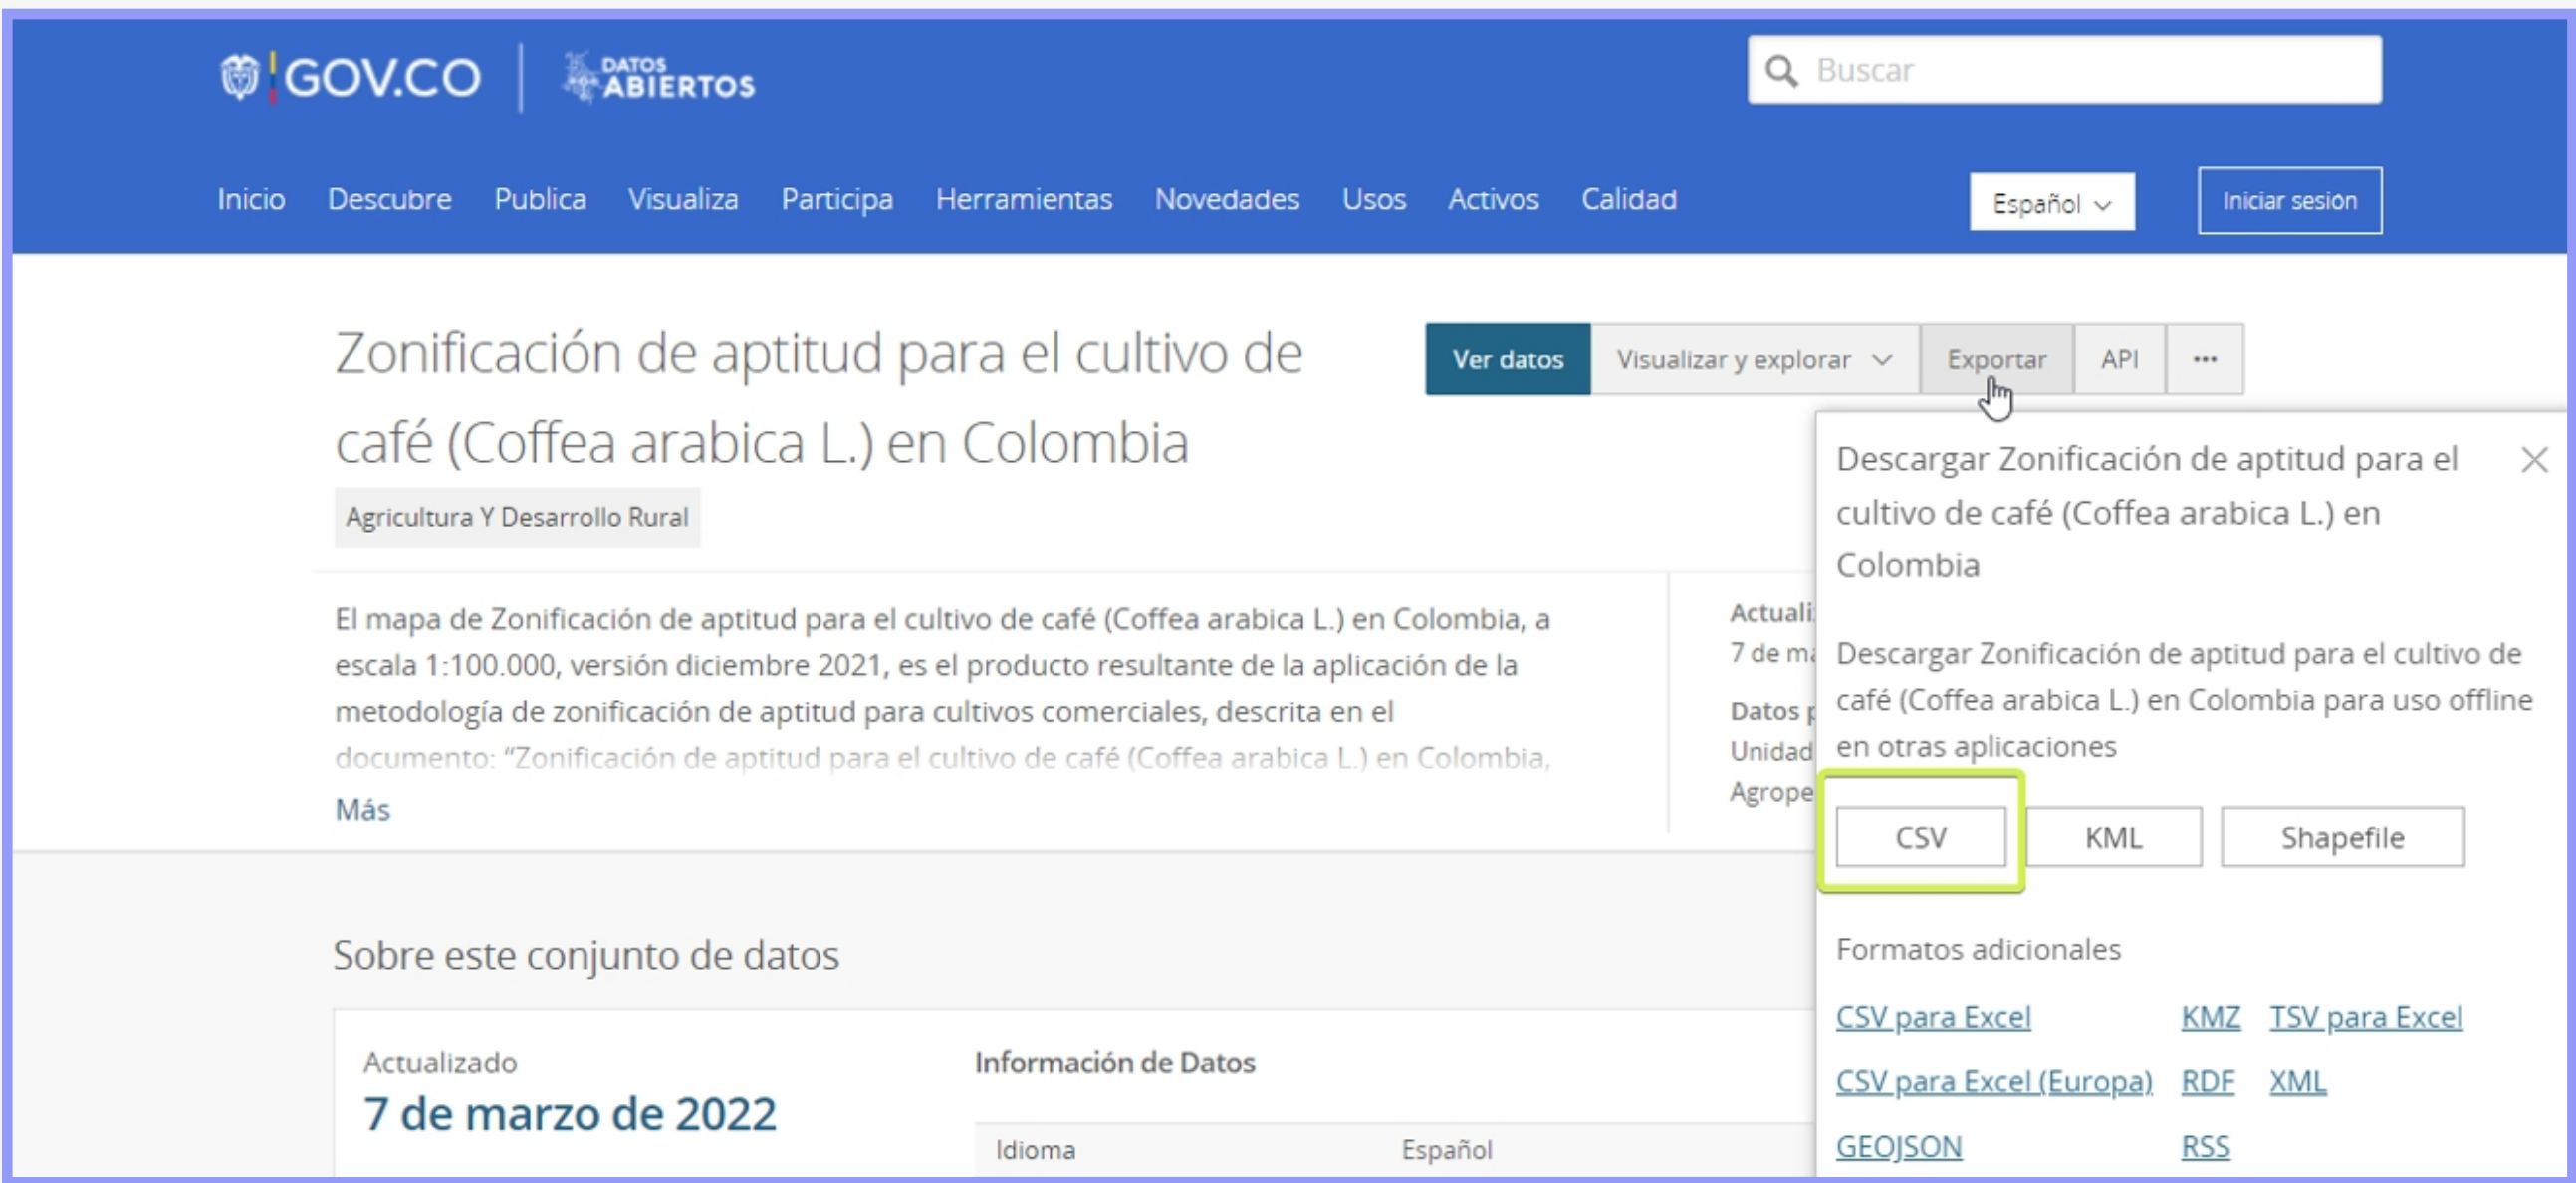 GOV.CO
DATOS
ABIERTOS
Buscar
Inicio Descubre Publica Visualiza Participa Herramientas Novedades Usos Activos Calidad
Español
Iniciar sesión
Zonificación de aptitud para el cultivo de
café (Coffea arabica L.) en Colombia
Agricultura Y Desarrollo Rural
Ver datos
Visualizar y explorar
Exportar
API
...
El mapa de Zonificación de aptitud para el cultivo de café (Coffea arabica L.) en Colombia, a
escala 1:100.000, versión diciembre 2021, es el producto resultante de la aplicación de la
metodología de zonificación de aptitud para cultivos comerciales, descrita en el
documento: “Zonificación de aptitud para el cultivo de café (Coffea arabica L.) en Colombia,
Más
Actuali
7 de ma
Datos p
Unidad
Agrope
Descargar Zonificación de aptitud para el
cultivo de café (Coffea arabica L.) en
Colombia
Descargar Zonificación de aptitud para el cultivo de
café (Coffea arabica L.) en Colombia para uso offline
en otras aplicaciones
CSV
KML
Shapefile
Formatos adicionales
CSV para Excel KMZ TSV para Excel
CSV para Excel (Europa) RDF XML
GEOJSON RSS
Sobre este conjunto de datos
Actualizado
7 de marzo de 2022
Información de Datos
Idioma Español